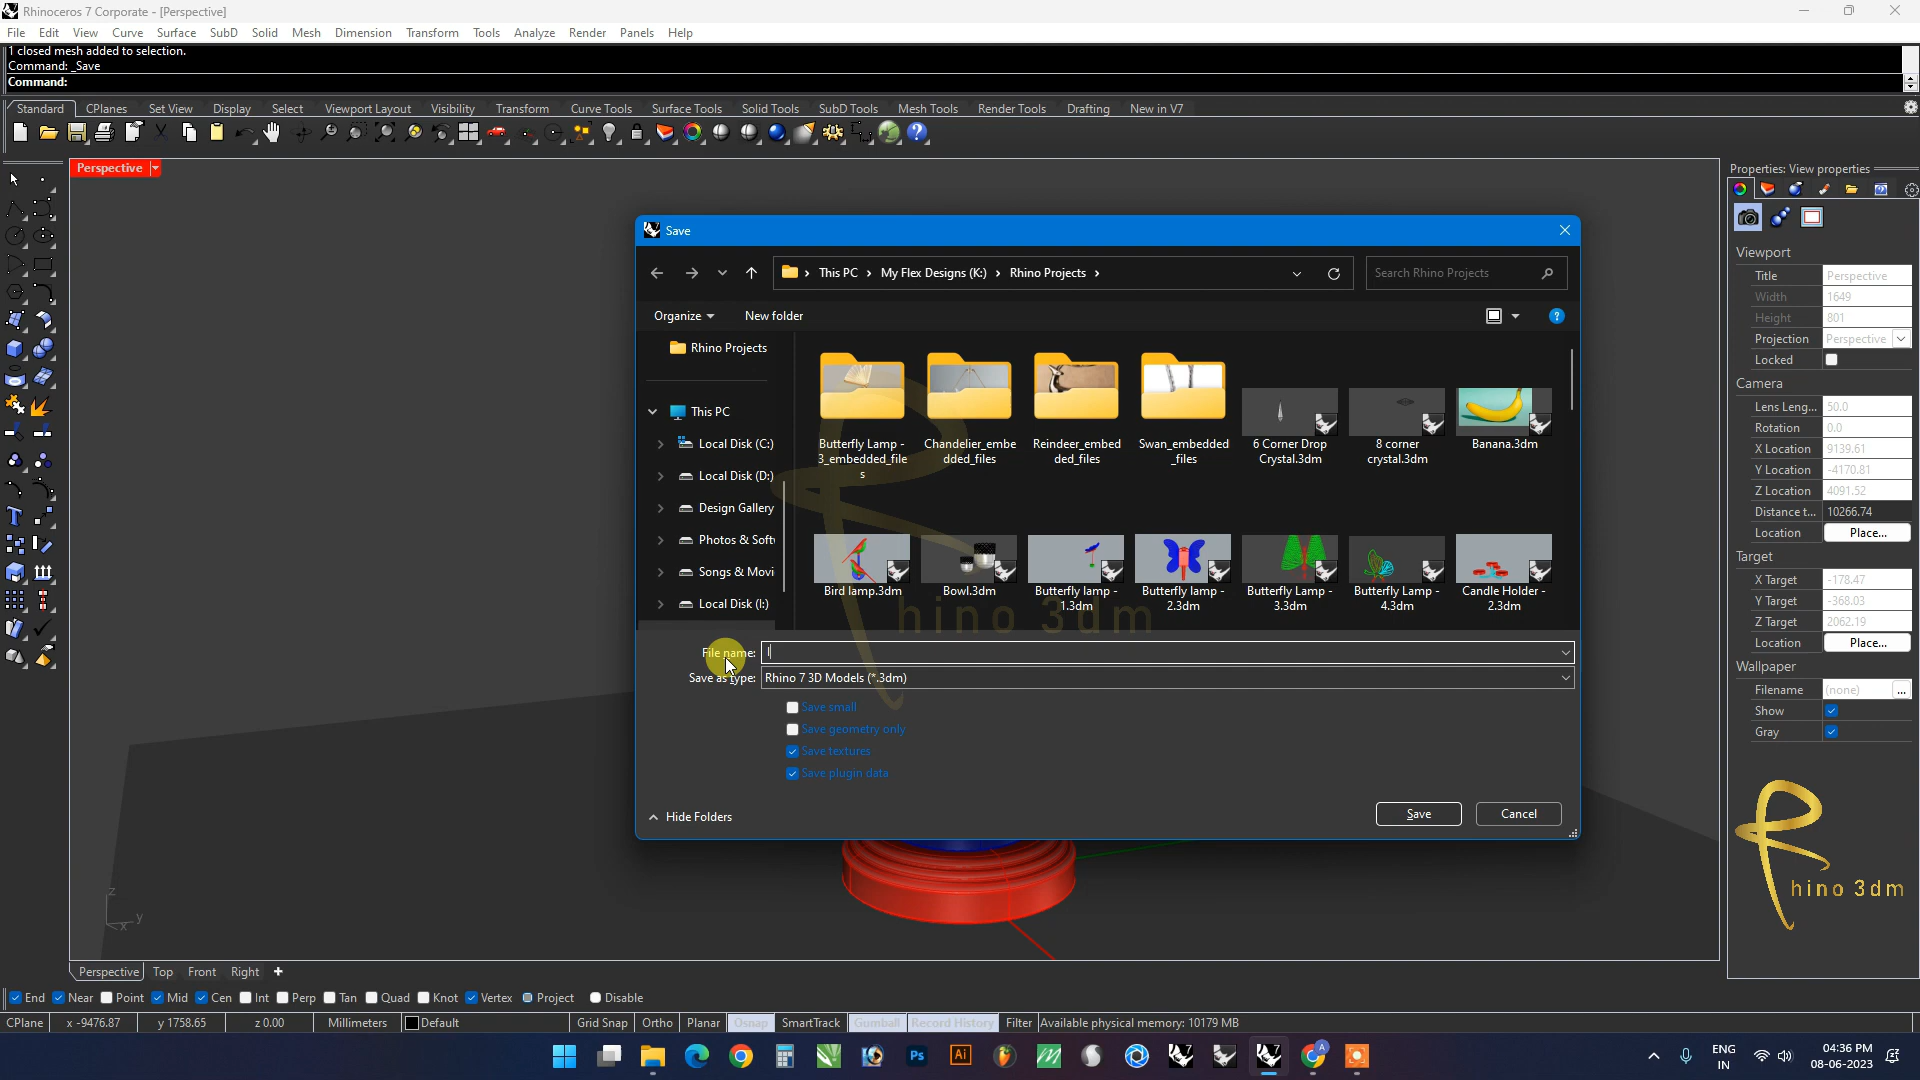 Rhinoceros 7 Corporate - [Perspective]
File Edit View Curve Surface SubD Solid Mesh Dimension Transform Tools Analyze Render Panels Help
1 closed mesh added to selection.
Command: _Save
Command:
Standard CPlanes Set View Display Select Viewport Layout Visibility Transform Curve Tools Surface Tools Solid Tools SubD Tools Mesh Tools Render Tools Drafting New in V7
Perspective
Save
This PC > My Flex Designs (K:) > Rhino Projects >
Search Rhino Projects
Organize New folder
Rhino Projects
This PC
Local Disk (C:)
Local Disk (D:)
Design Gallery
Photos & Soft
Songs & Movi
Local Disk (I:)
Butterfly Lamp -
3_embedded_file
s
Chandelier_embe
dded_files
Reindeer_embed
ded_files
Swan_embedded
_files
6 Corner Drop
Crystal.3dm
8 corner
crystal.3dm
Banana.3dm
Bird lamp.3dm
Bowl.3dm
Butterfly lamp -
1.3dm
Butterfly lamp -
2.3dm
Butterfly Lamp -
3.3dm
Butterfly Lamp -
4.3dm
Candle Holder -
2.3dm
hino 3dm
File name:
Save as type: Rhino 7 3D Models (*.3dm)
Save small
Save geometry only
Save textures
Save plugin data
Hide Folders
Save Cancel
Properties: View properties
Viewport
Title Perspective
Width 1649
Height 801
Projection Perspective
Locked
Camera
Lens Leng... 50.0
Rotation 0.0
X Location 9139.61
Y Location -4170.81
Z Location 4091.52
Distance t... 10266.74
Location Place...
Target
X Target -178.47
Y Target -368.03
Z Target 2062.19
Location Place...
Wallpaper
Filename (none) ...
Show
Gray
Rhino 3dm
z
y
x
Perspective Top Front Right
End Near Point Mid Cen Int Perp Tan Quad Knot Vertex Project Disable
CPlane x -9476.87 y 1758.65 z 0.00 Millimeters Default Grid Snap Ortho Planar Osnap SmartTrack Gumball Record History Filter Available physical memory: 10179 MB
Ps Ai 7 7 A
ENG
IN
04:36 PM
08-06-2023